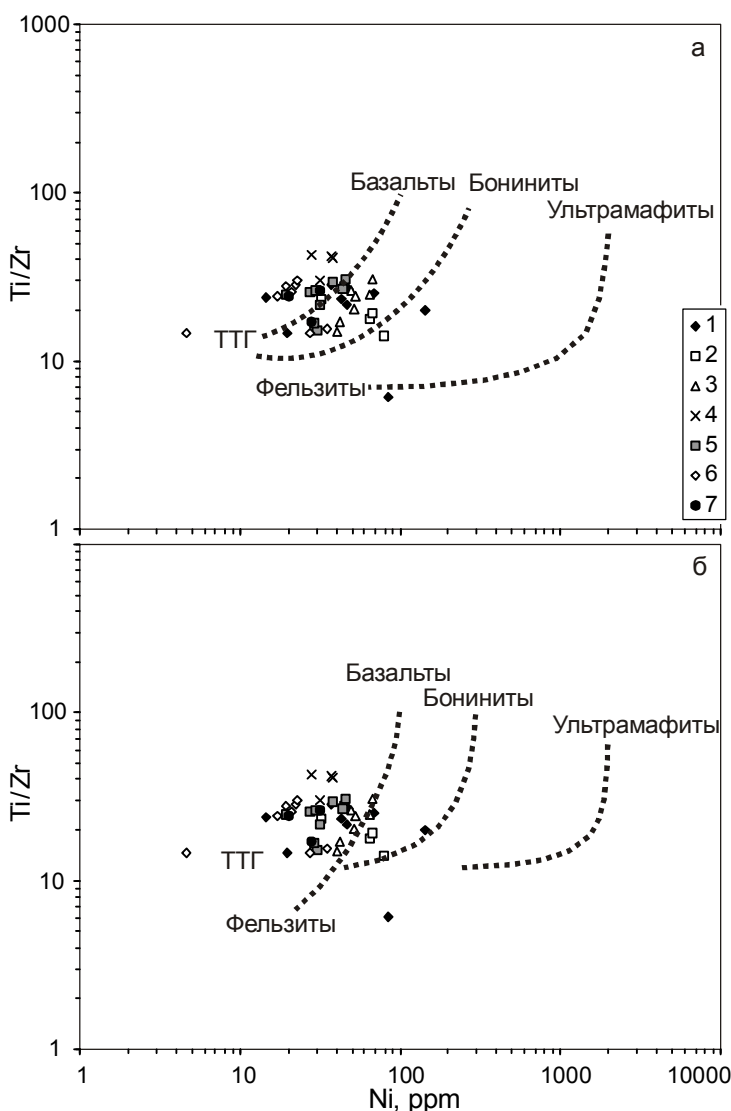 1000
а
Базальты
Бониниты
100
Ультрамафиты
Ti/Zr
ТТГ
10
Фельзиты
1
2
3
4
5
6
7
1
б
Базальты
Бониниты
100
Ультрамафиты
Ti/Zr
ТТГ
10
Фельзиты
1
1 10 100 1000 10000
Ni, ppm